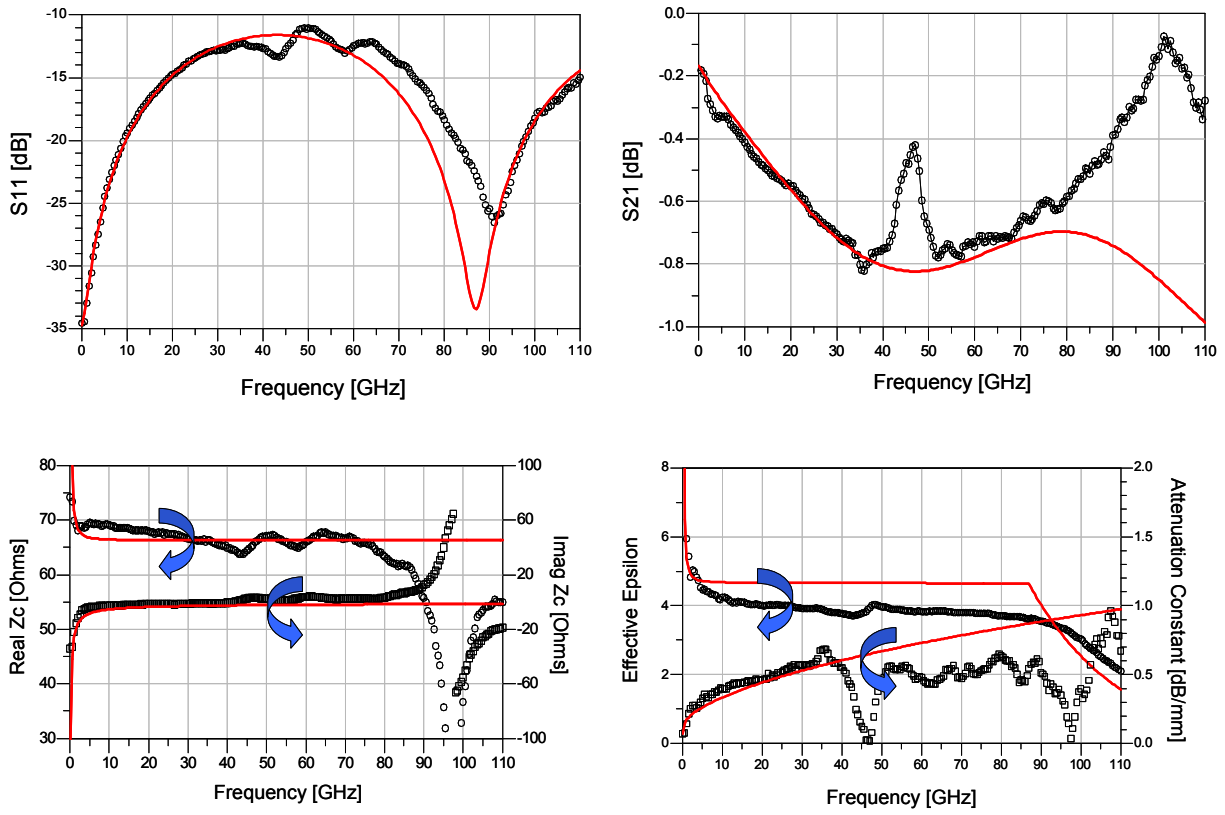 S11 [dB]
-10
-15
-20
-25
-30
-35
0 10 20 30 40 50 60 70 80 90 100 110
Frequency [GHz]
S21 [dB]
0.0
-0.2
-0.4
-0.6
-0.8
-1.0
0 10 20 30 40 50 60 70 80 90 100 110
Frequency [GHz]
Real Zc [Ohms]
80
70
60
50
40
30
100
60
20
-20
-60
-100
Imag Zc [Ohms]
0 10 20 30 40 50 60 70 80 90 100 110
Frequency [GHz]
Effective Epsilon
8
6
4
2
0
2.0
1.5
1.0
0.5
0.0
Attenuation Constant [dB/mm]
0 10 20 30 40 50 60 70 80 90 100 110
Frequency [GHz]